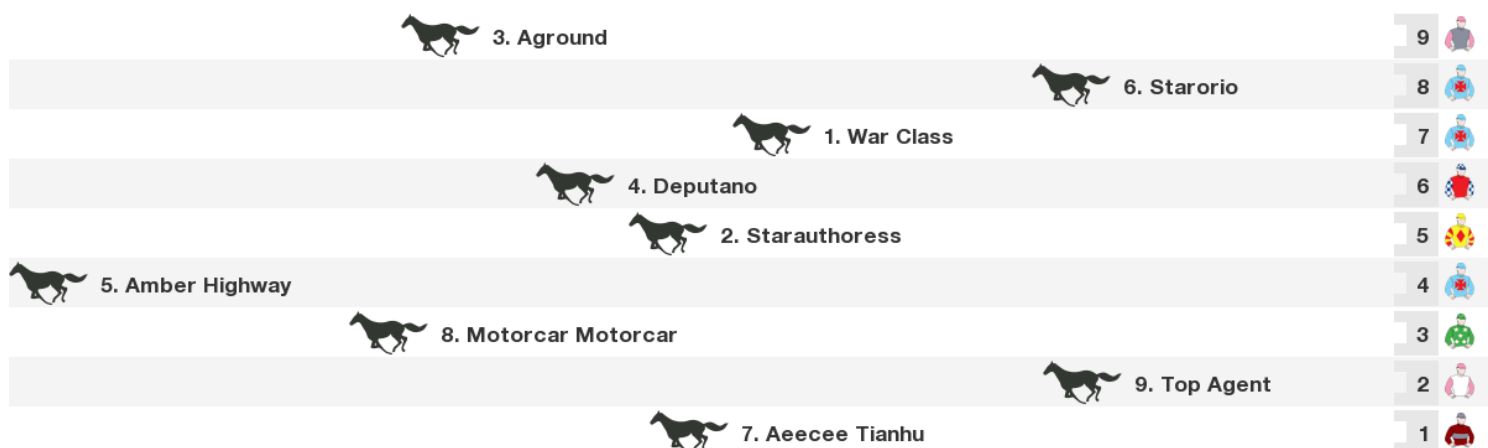 3. Aground 9
6. Starorio 8
1. War Class 7
4. Deputano 6
2. Starauthoress 5
5. Amber Highway 4
8. Motorcar Motorcar 3
9. Top Agent 2
7. Aeecee Tianhu 1